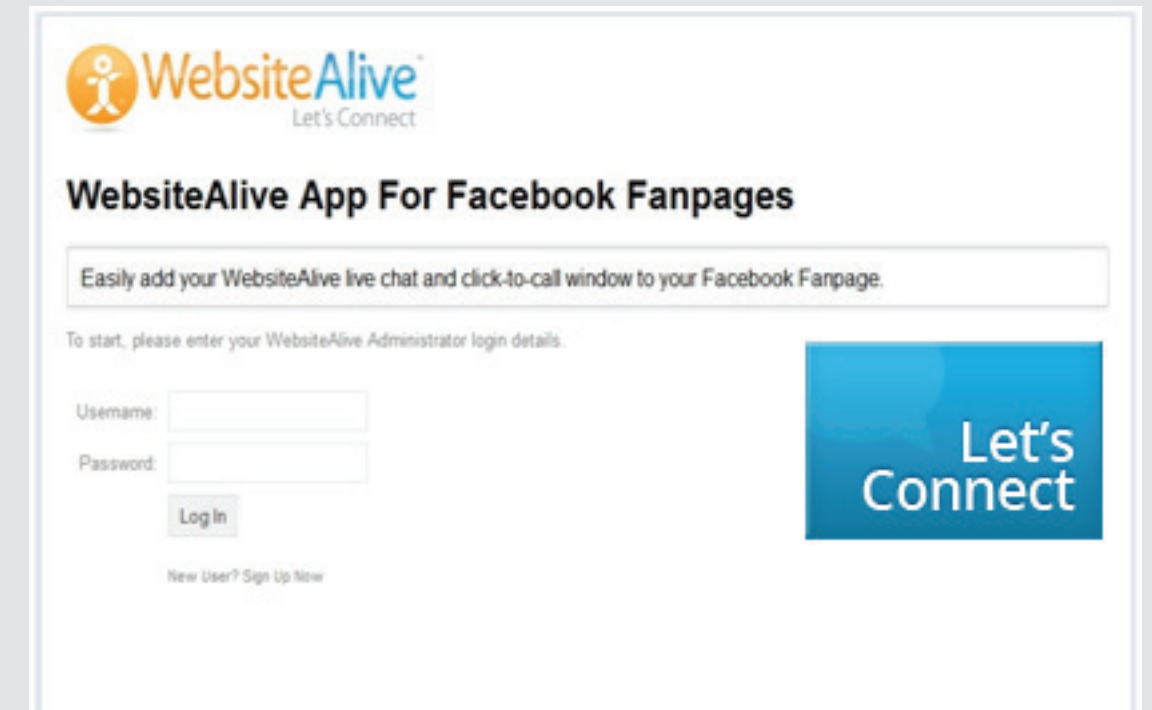 WebsiteAlive
Let's Connect
WebsiteAlive App For Facebook Fanpages
Easily add your WebsiteAlive live chat and click-to-call window to your Facebook Fanpage.
To start, please enter your WebsiteAlive Administrator login details.
Username:
Password:
Log In
New User? Sign Up Now
Let's
Connect